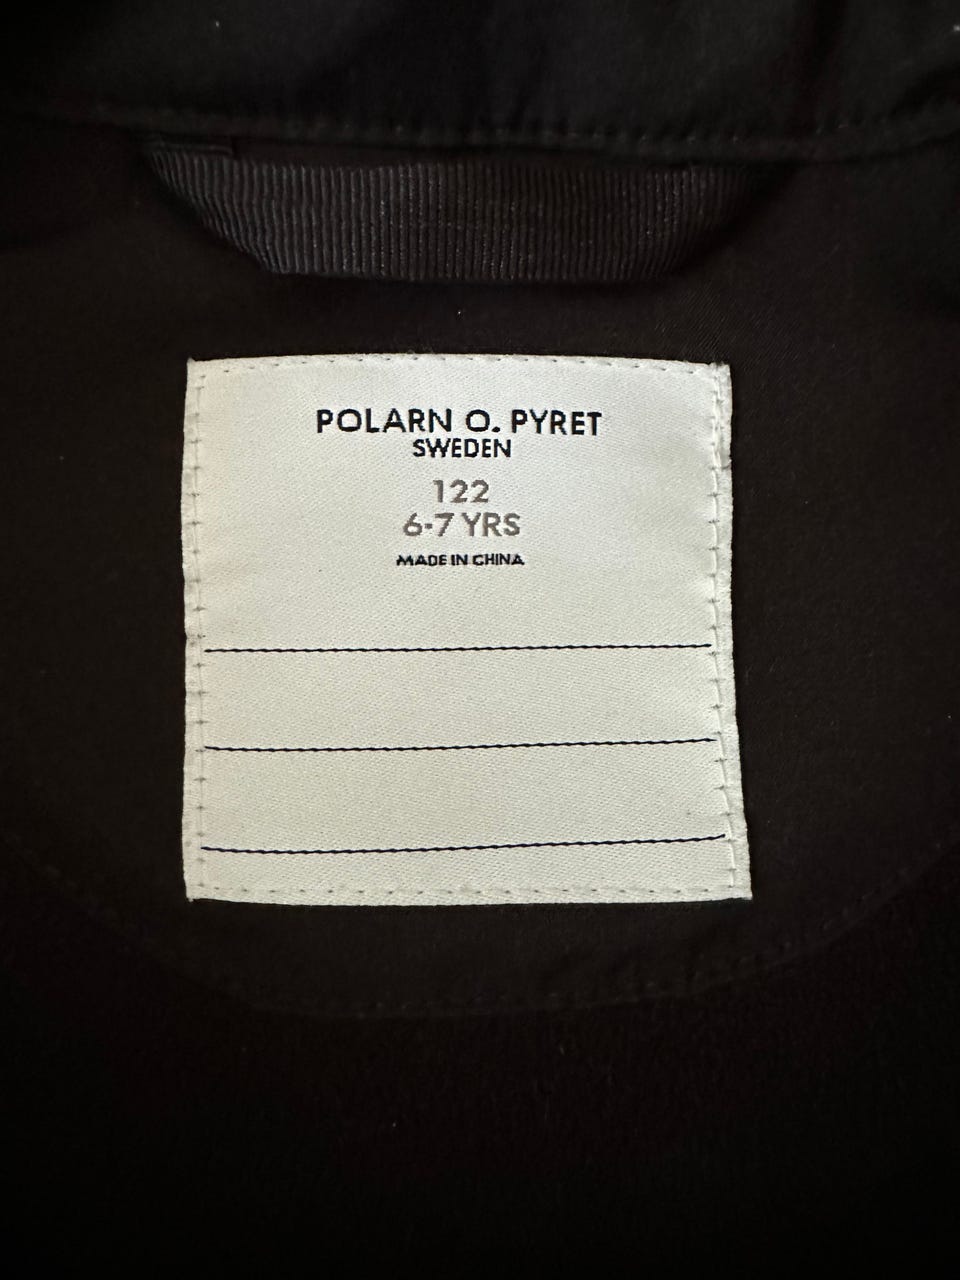 POLARN O. PYRET
SWEDEN
122
6-7 YRS
MADE IN CHINA